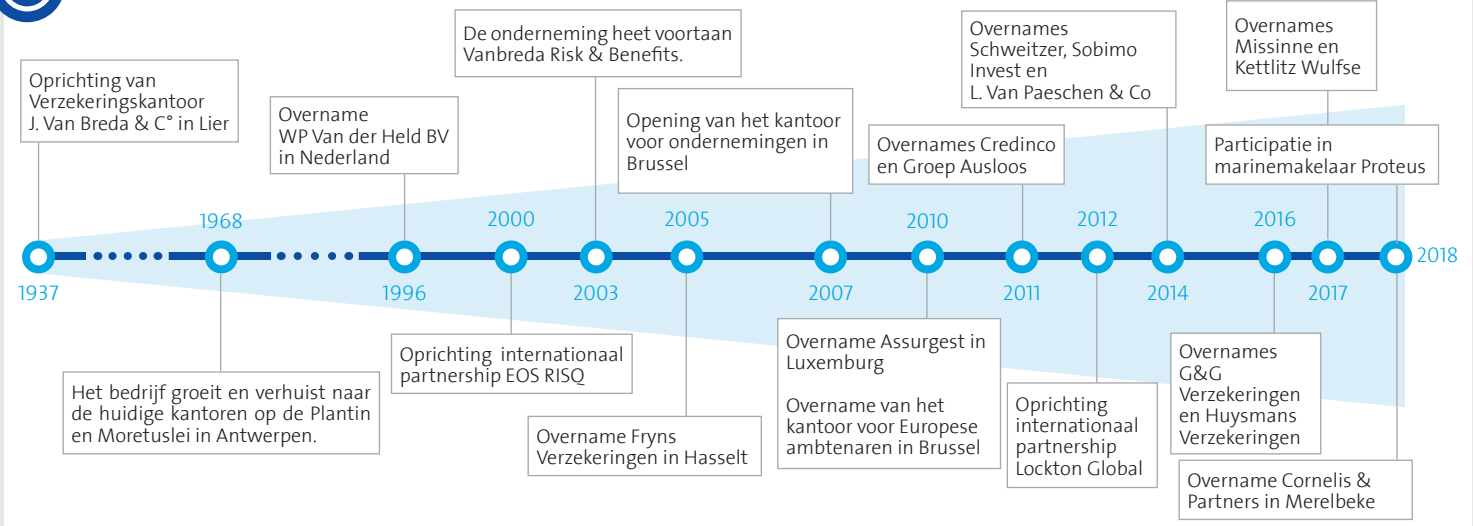 Oprichting van
Verzekeringskantoor
J. Van Breda & C° in Lier
1937
1968
Het bedrijf groeit en verhuist naar
de huidige kantoren op de Plantin
en Moretuslei in Antwerpen.
Overname
WP Van der Held BV
in Nederland
1996
2000
Oprichting internationaal
partnership EOS RISQ
De onderneming heet voortaan
Vanbreda Risk & Benefits.
2003
2005
Overname Fryns
Verzekeringen in Hasselt
Opening van het kantoor
voor ondernemingen in
Brussel
2007
2010
Overname Assurgest in
Luxemburg
Overname van het
kantoor voor Europese
ambtenaren in Brussel
Overnames Credinco
en Groep Ausloos
2011
2012
Oprichting
internationaal
partnership
Lockton Global
Overnames
Schweitzer, Sobimo
Invest en
L. Van Paeschen & Co
2014
2016
Overnames
G&G
Verzekeringen
en Huysmans
Verzekeringen
Overnames
Missinne en
Kettlitz Wulfse
2017
Participatie in
marinemakelaar Proteus
2018
Overname Cornelis &
Partners in Merelbeke